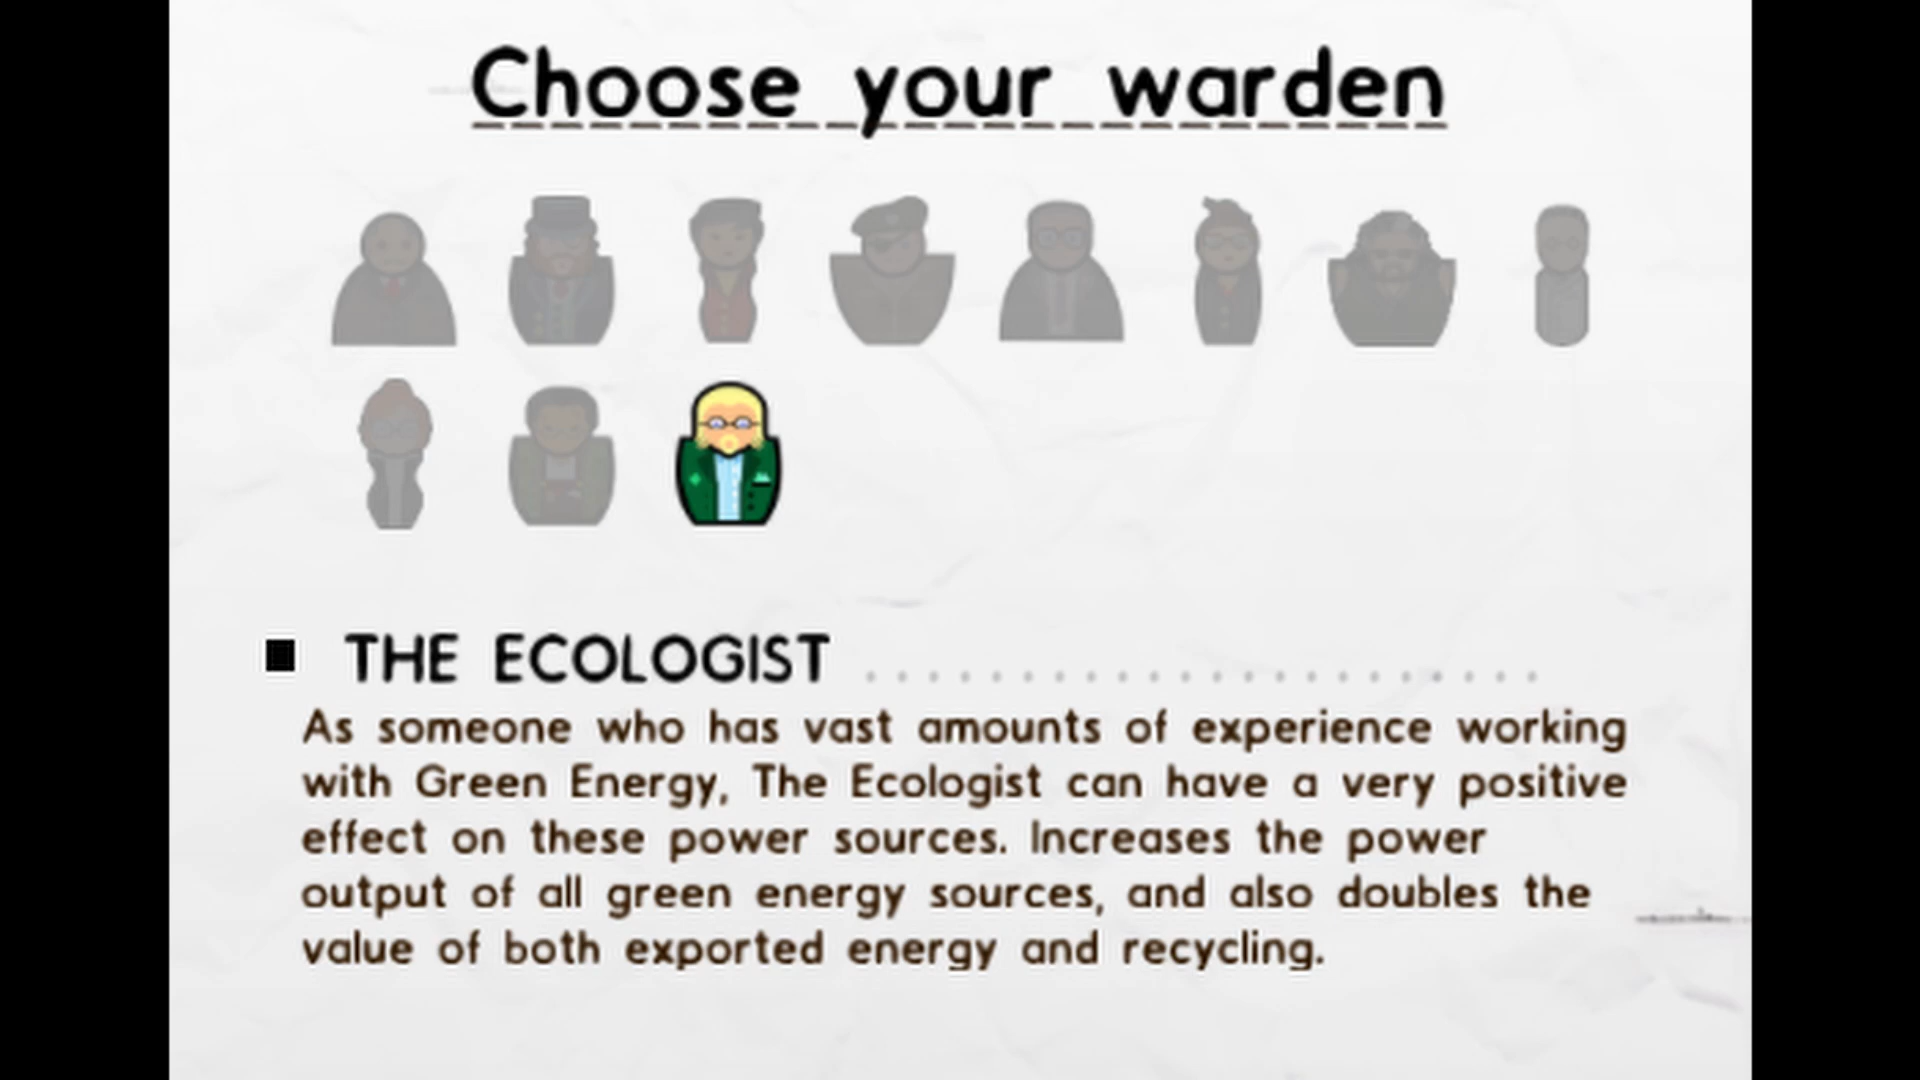 Choose your warden
THE ECOLOGIST
As someone who has vast amounts of experience working
with Green Energy, The Ecologist can have a very positive
effect on these power sources. Increases the power
output of all green energy sources, and also doubles the
value of both exported energy and recycling.